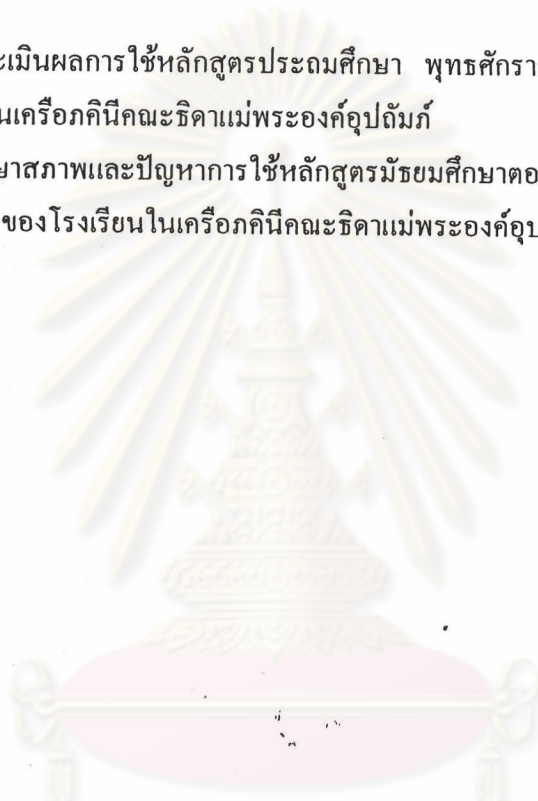 ะเมินผลการใช้หลักสูตรประถมศึกษา พุทธศักรา
นเครือภคินีคณะธิดาแม่พระองค์อุปถัมภ์
ษาสภาพและปัญหาการใช้หลักสูตรมัธยมศึกษาตอ
ของโรงเรียนในเครือภคินีคณะธิดาแม่พระองค์อุป